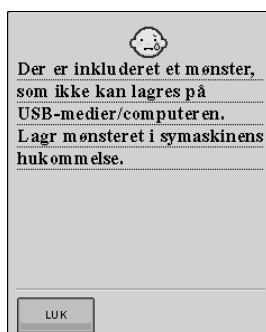 Der er inkluderet et mønster,
som ikke kan lagres på
USB-medier/computeren.
Lagr mønsteret i symaskinens
hukommelse.
LUK